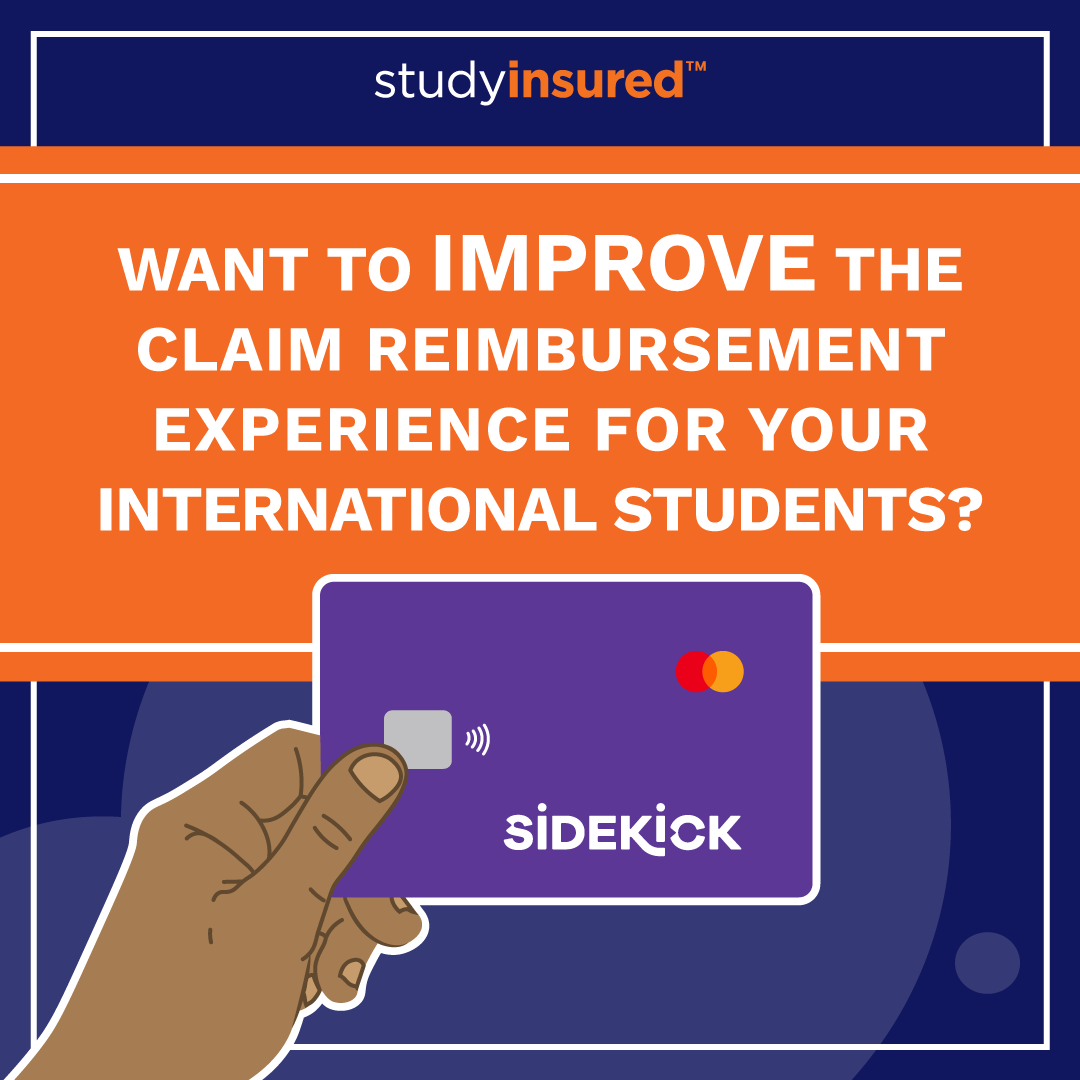 studyinsured™
WANT TO IMPROVE THE
CLAIM REIMBURSEMENT
EXPERIENCE FOR YOUR
INTERNATIONAL STUDENTS?
SiDEKiCK